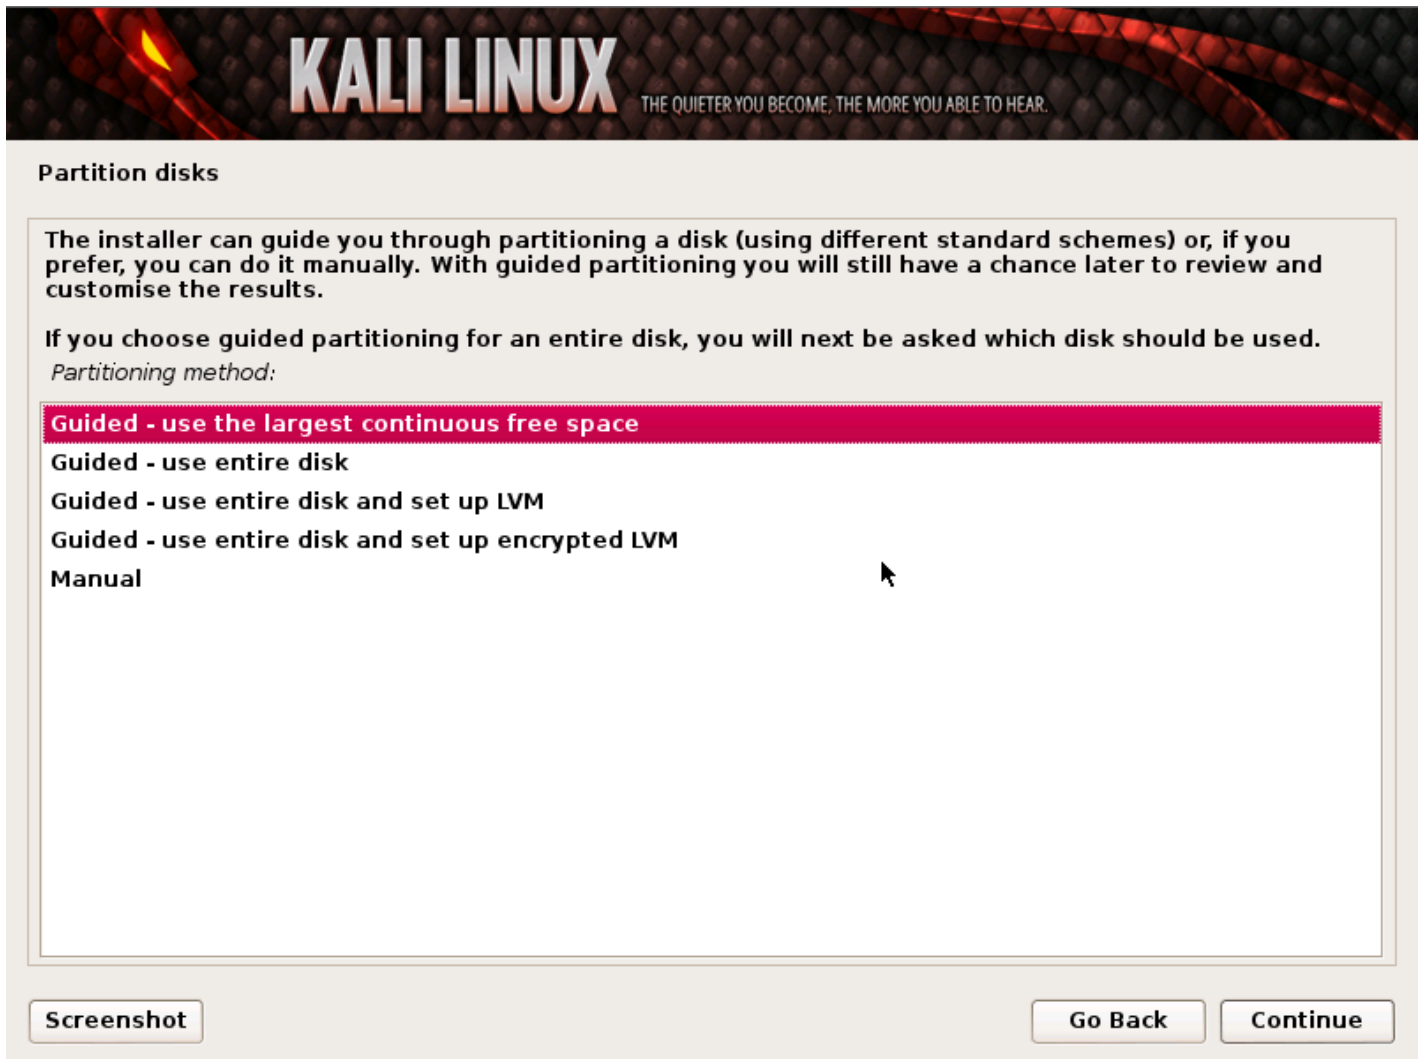 KALI LINUX
THE QUIETER YOU BECOME, THE MORE YOU ABLE TO HEAR.
Partition disks
The installer can guide you through partitioning a disk (using different standard schemes) or, if you
prefer, you can do it manually. With guided partitioning you will still have a chance later to review and
customise the results.
If you choose guided partitioning for an entire disk, you will next be asked which disk should be used.
Partitioning method:
Guided - use the largest continuous free space
Guided - use entire disk
Guided - use entire disk and set up LVM
Guided - use entire disk and set up encrypted LVM
Manual
Screenshot
Go Back
Continue